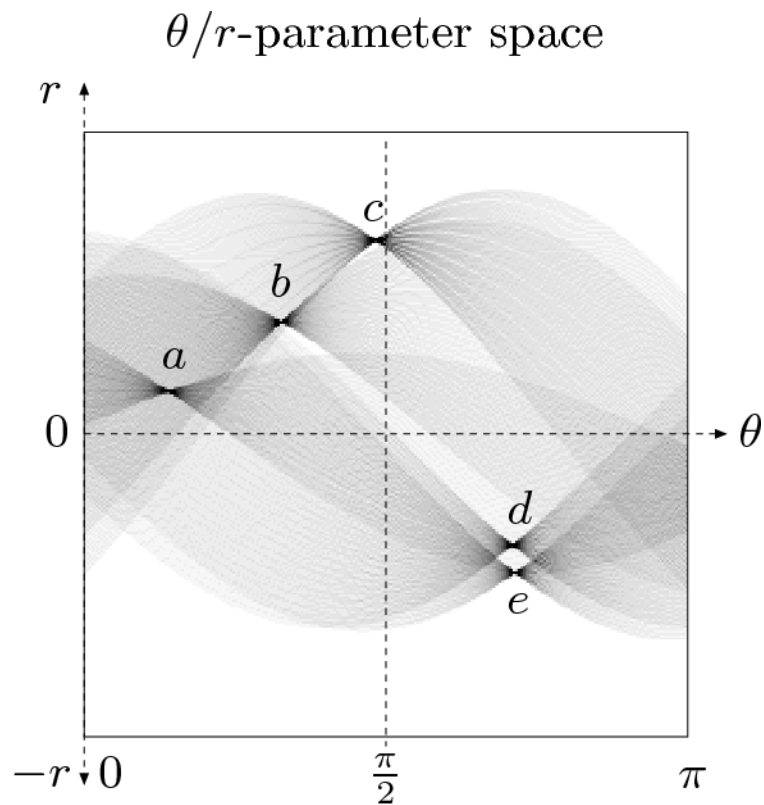 θ/r-parameter space
r
c
b
a
0
θ
d
e
−r 0 π/2 π